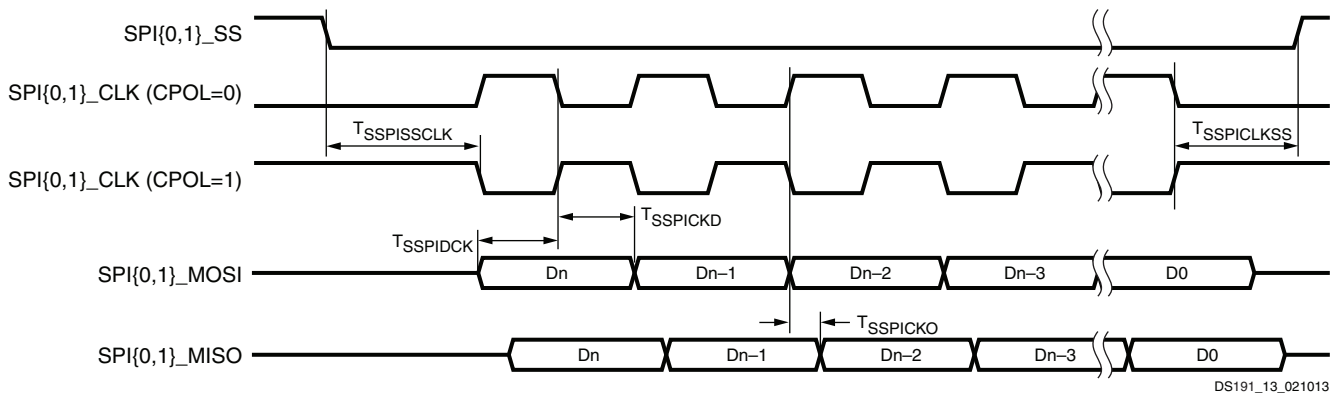 SPI{0,1}_SS
SPI{0,1}_CLK (CPOL=0)
TSSPISSCLK
TSSPICLKSS
SPI{0,1}_CLK (CPOL=1)
TSSPICKD
TSSPIDCK
SPI{0,1}_MOSI
Dn
Dn–1
Dn–2
Dn–3
D0
TSSPICKO
SPI{0,1}_MISO
Dn
Dn–1
Dn–2
Dn–3
D0
DS191_13_021013